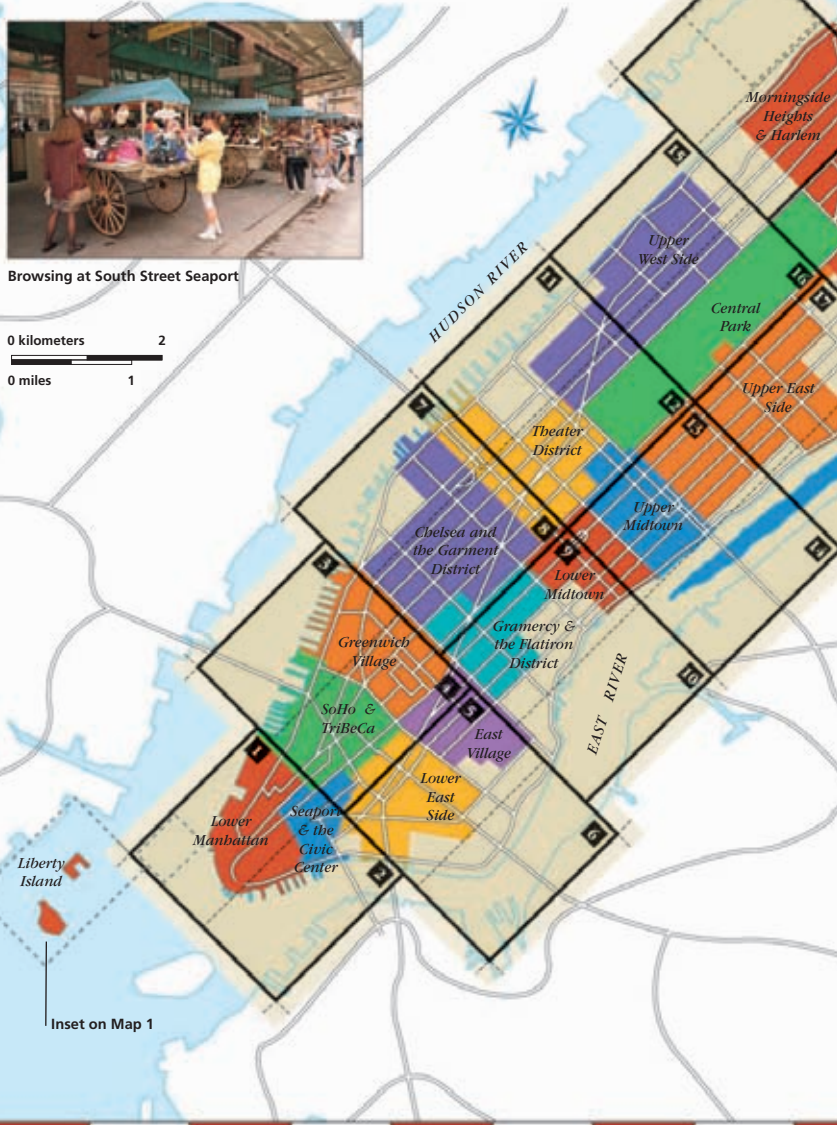 Browsing at South Street Seaport
0 kilometers 2
0 miles 1
HUDSON RIVER
Morningside
Heights
& Harlem
15
Upper
West Side
11
16
17
Central
Park
7
12
13
Upper East
Side
Theater
District
8
9
Upper
Midtown
14
Chelsea and
the Garment
District
Lower
Midtown
3
Gramercy &
the Flatiron
District
Greenwich
Village
10
4
5
EAST RIVER
SoHo &
TriBeCa
East
Village
1
Lower
East
Side
Lower
Manhattan
Seaport
& the
Civic
Center
6
2
Liberty
Island
Inset on Map 1